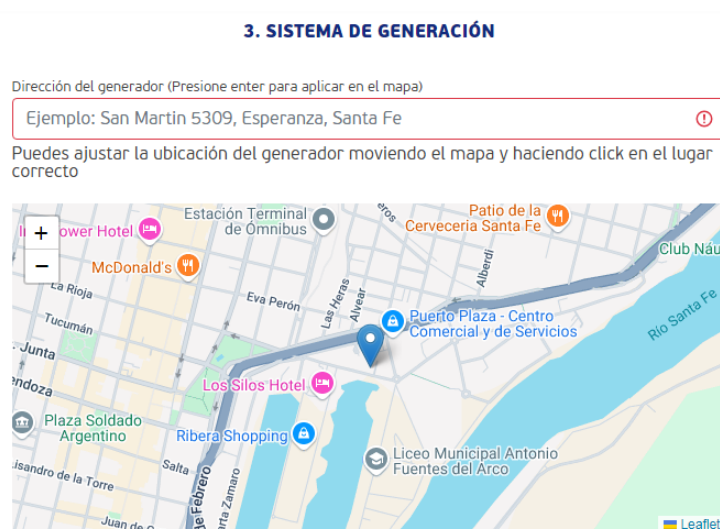 3. SISTEMA DE GENERACIÓN
Dirección del generador (Presione enter para aplicar en el mapa)
Ejemplo: San Martin 5309, Esperanza, Santa Fe
Puedes ajustar la ubicación del generador moviendo el mapa y haciendo click en el lugar
correcto
+
−
ower Hotel
Estación Terminal
de Ómnibus
Patio de la
Cervecería Santa Fe
McDonald's
Alberdi
Club Náu
La Rioja
Eva Perón
Las Heras
Alvear
Puerto Plaza - Centro
Comercial y de Servicios
Río Santa Fe
Tucumán
. Junta
Los Silos Hotel
ndoza
Plaza Soldado
Argentino
Ribera Shopping
Liceo Municipal Antonio
Fuentes del Arco
isandro de la Torre
Salta
e Febrero
rta Zamaro
Juan de
Leaflet